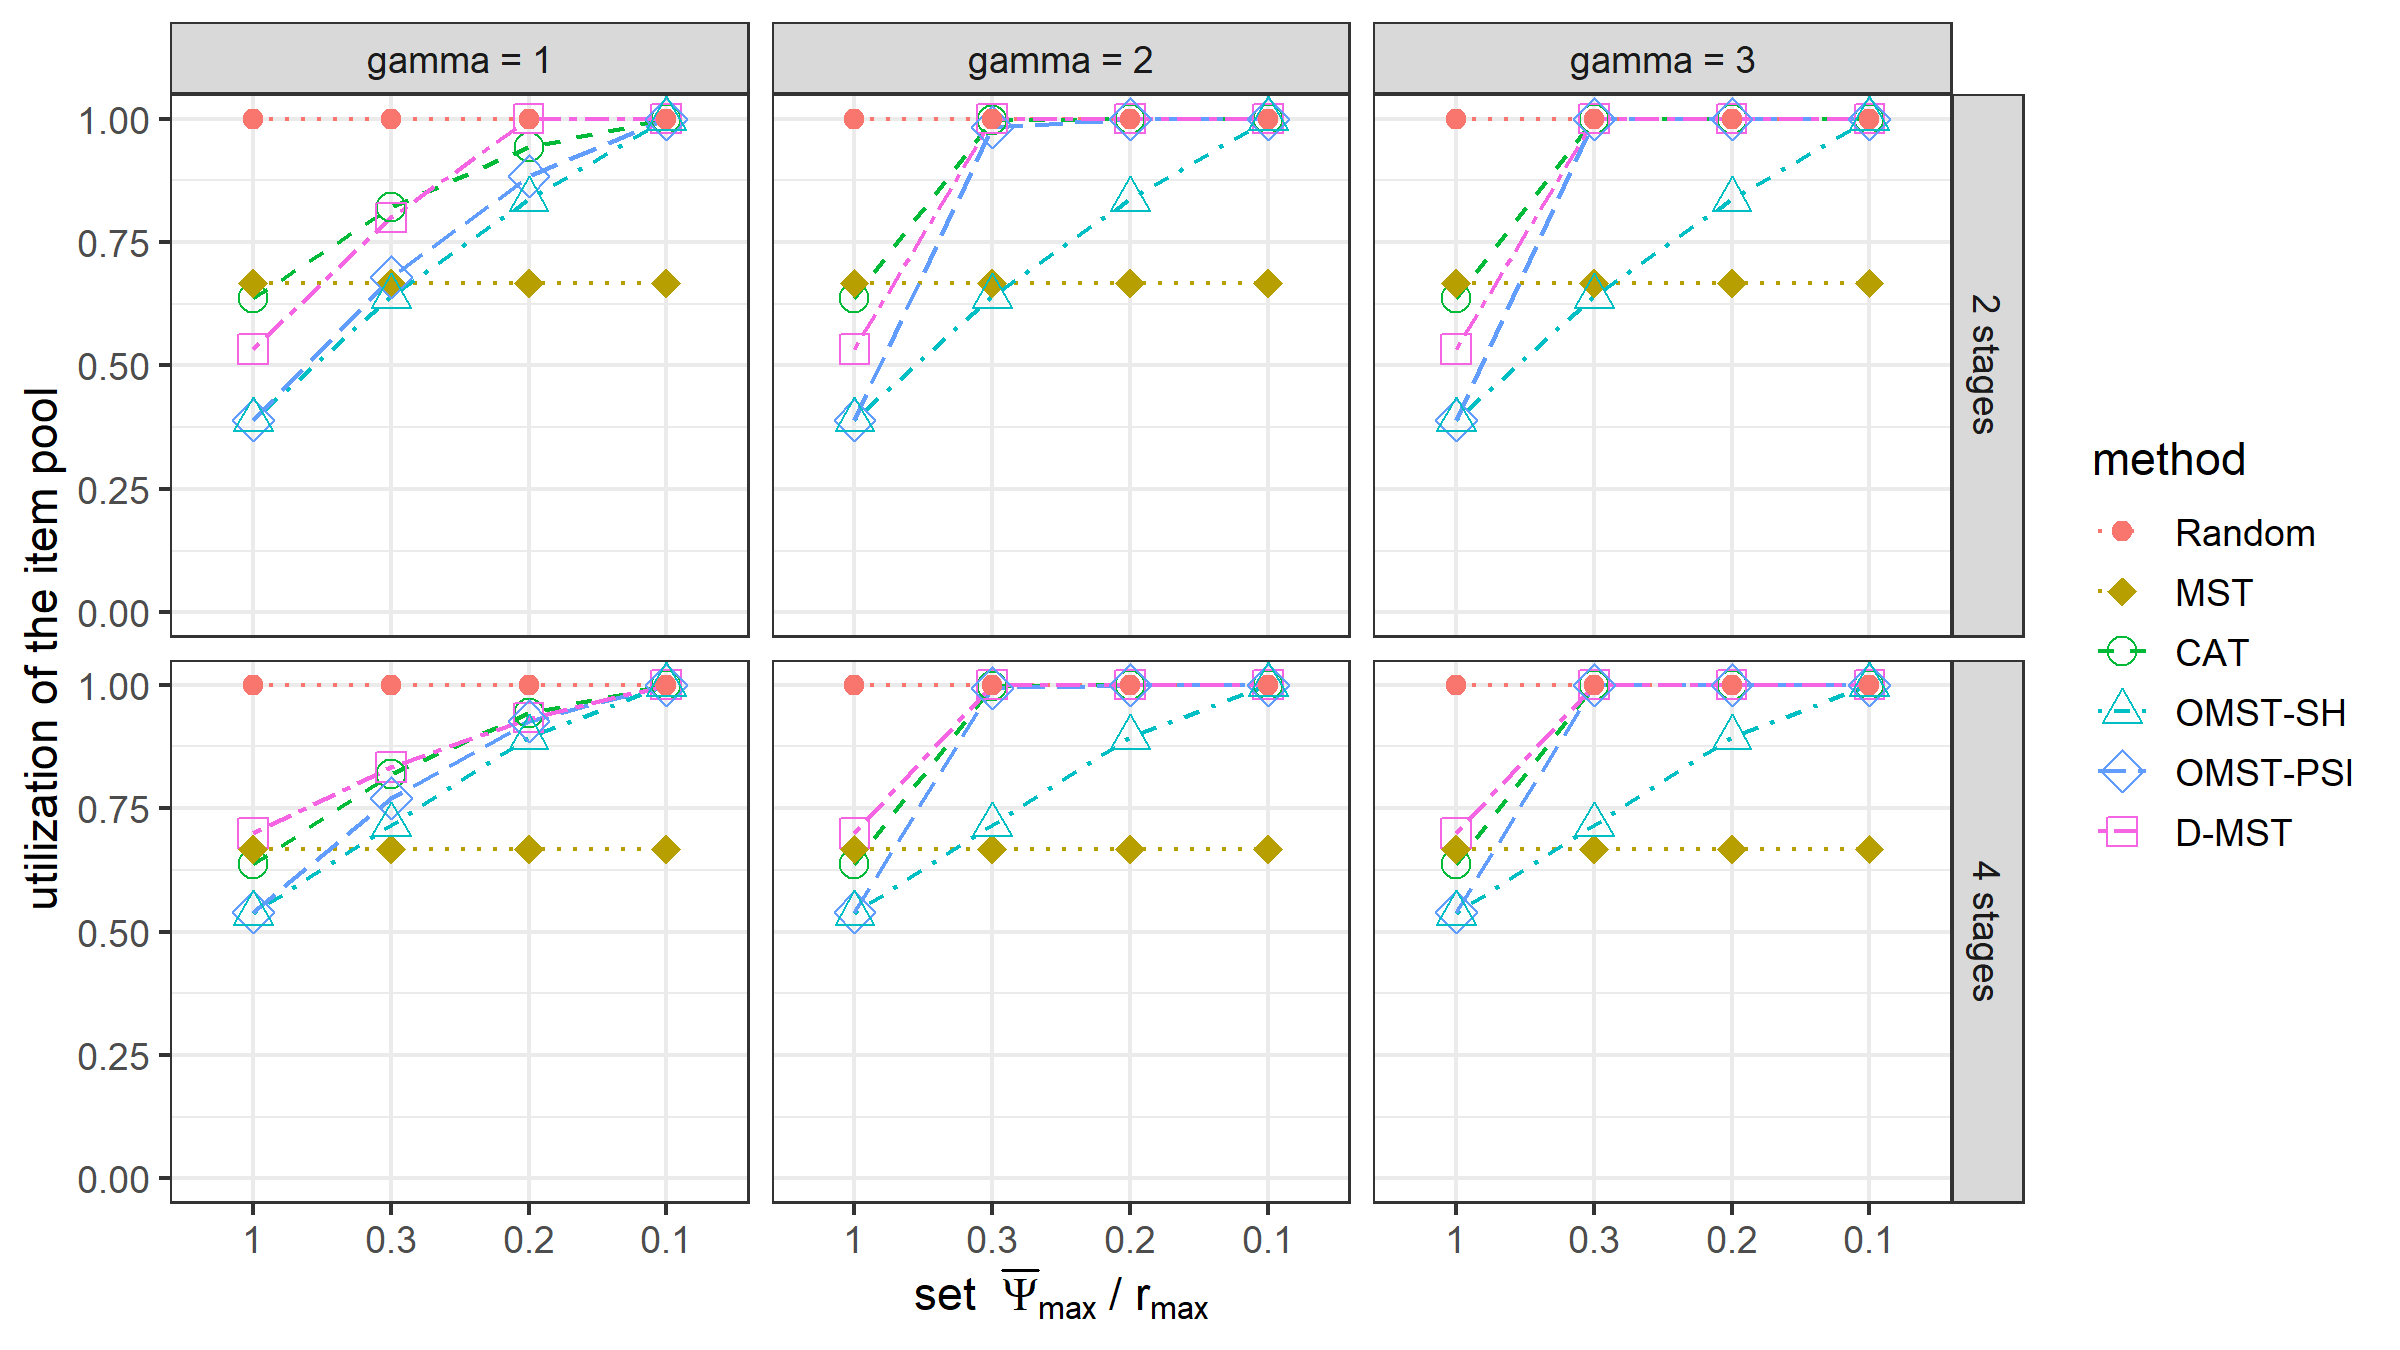 gamma = 1 gamma = 2 gamma = 3
1.00
0.75
0.50
0.25
0.00
2 stages
1.00
0.75
0.50
0.25
0.00
4 stages
utilization of the item pool
1 0.3 0.2 0.1 1 0.3 0.2 0.1 1 0.3 0.2 0.1
set Ψ̅max / rmax
method
Random
MST
CAT
OMST-SH
OMST-PSI
D-MST